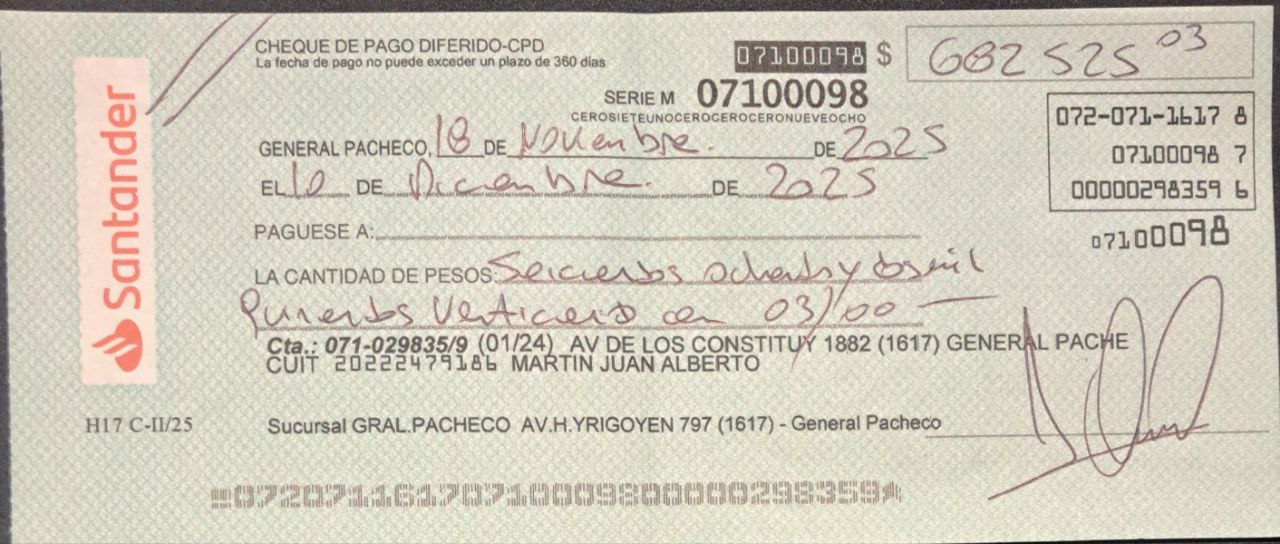 Santander
CHEQUE DE PAGO DIFERIDO-CPD
La fecha de pago no puede exceder un plazo de 360 días
07100098 $ 682525 03
SERIE M 07100098
CEROSIETEUNOCEROCEROCERONUEVEOCHO
072-071-1617 8
07100098 7
00000298359 6
07100098
GENERAL PACHECO, 18 DE Noviembre. DE 2025
EL 10 DE Diciembre. DE 2025
PAGUESE A:
LA CANTIDAD DE PESOS: Seicientos ochenta y dos mil
Quinientos Venticinco con 03/00
Cta.: 071-029835/9 (01/24) AV DE LOS CONSTITUY 1882 (1617) GENERAL PACHE
CUIT 20222479186 MARTIN JUAN ALBERTO
H17 C-II/25
Sucursal GRAL.PACHECO AV.H.YRIGOYEN 797 (1617) - General Pacheco
07207116170710009800000298359